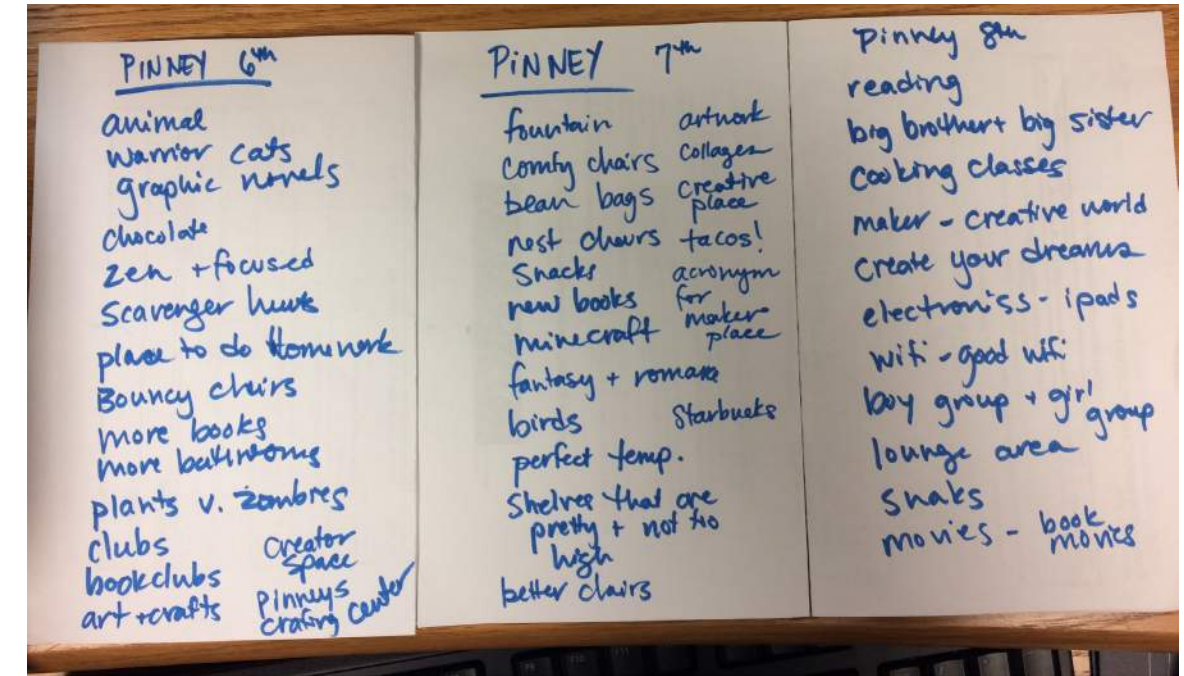 PINNEY 6th
animal
warrior cats
graphic novels
chocolate
zen + focused
Scavenger hunts
place to do Homework
Bouncy chairs
more books
more bathrooms
plants v. zombies
clubs
bookclubs
art + crafts
creator
space
Pinneys
crafting center
PiNNEY 7th
fountain
comfy chairs
bean bags
nest chairs
Snacks
new books
minecraft
fantasy + romance
birds
perfect temp.
Shelves that are
pretty + not too
high
better chairs
artwork
collages
creative
place
tacos!
acronym
for
maker
place
Starbucks
Pinney 8th
reading
big brother + big sister
cooking classes
maker - creative world
create your dreams
electroniss - ipads
wifi - good wifi
boy group + girl
group
lounge area
snaks
movies - book
movies